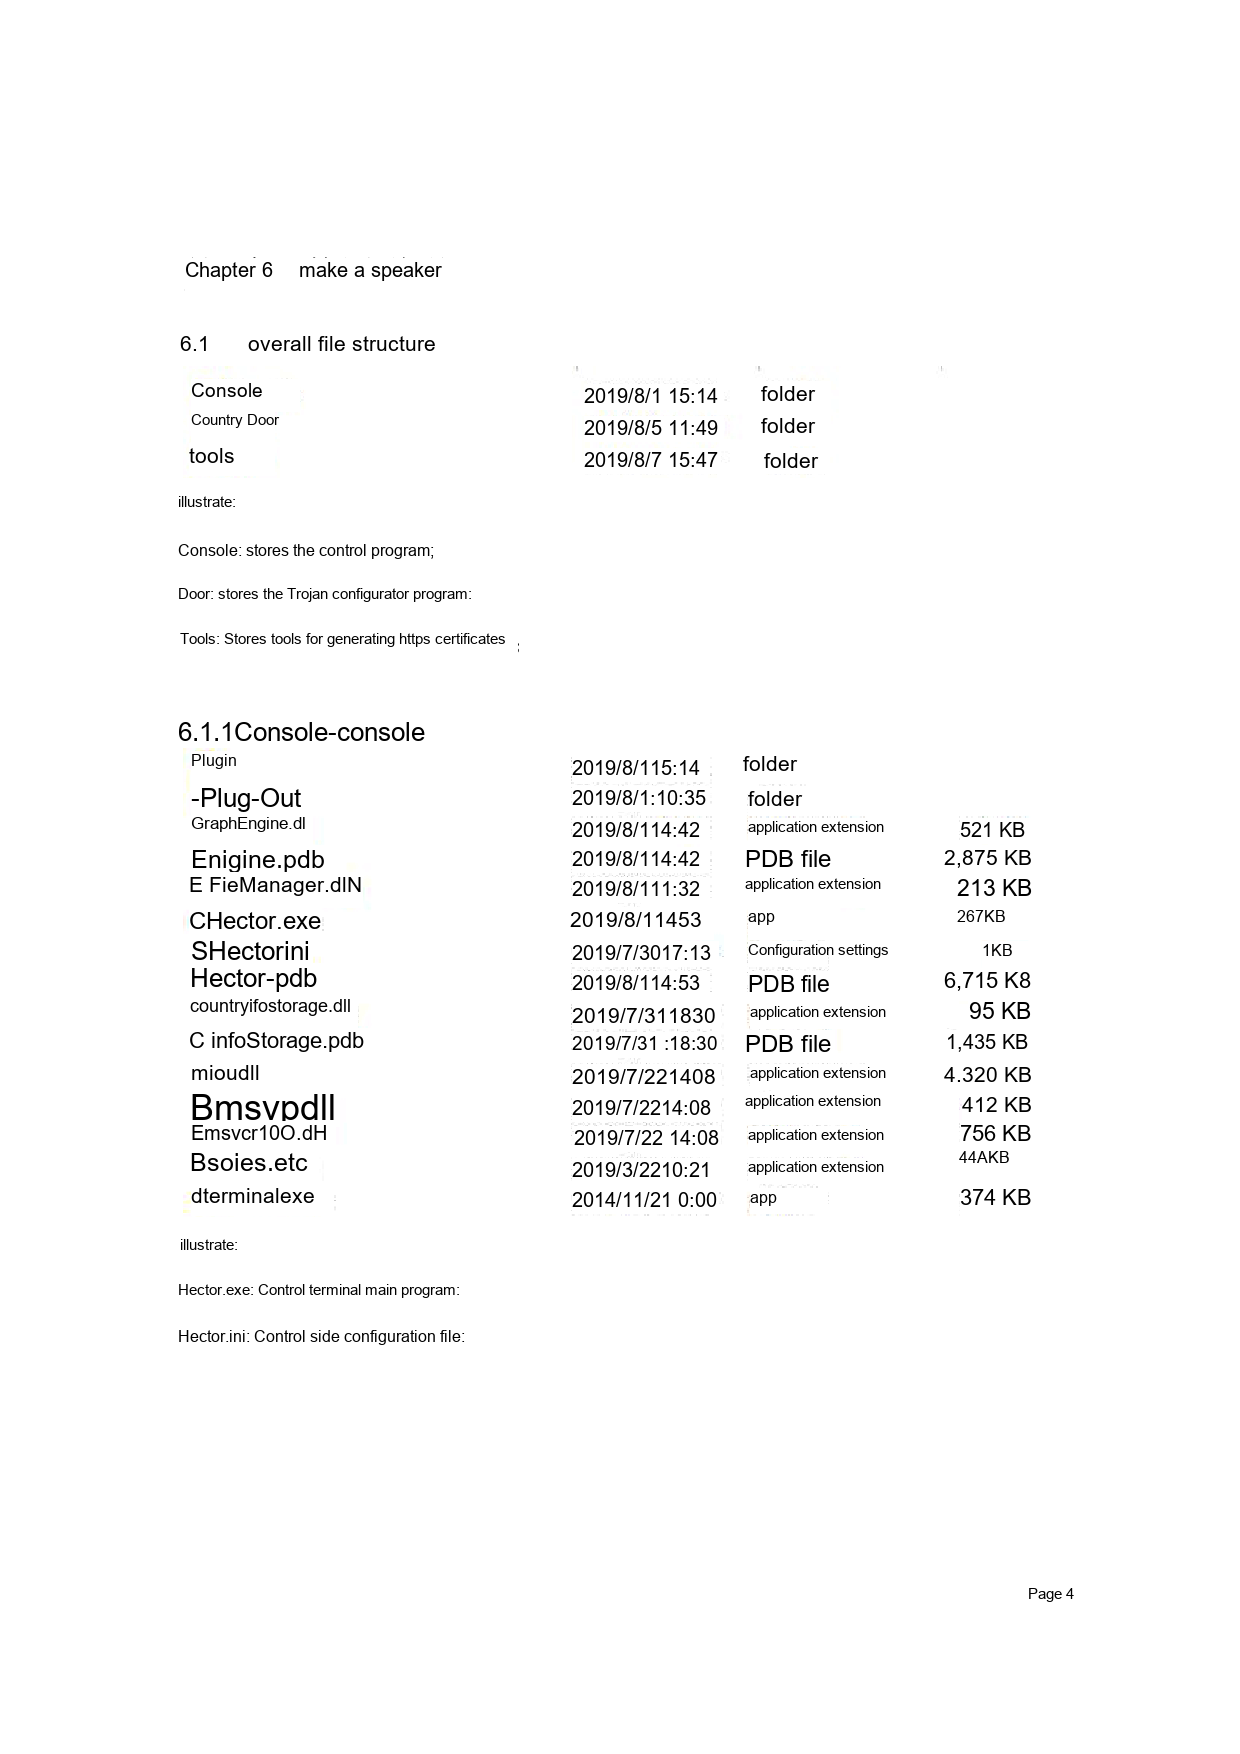 Chapter 6 make a speaker
6.1 overall file structure
Console 2019/8/1 15:14 folder
Country Door 2019/8/5 11:49 folder
tools 2019/8/7 15:47 folder
illustrate:
Console: stores the control program;
Door: stores the Trojan configurator program:
Tools: Stores tools for generating https certificates ;
6.1.1Console-console
Plugin 2019/8/115:14 folder
-Plug-Out 2019/8/1:10:35 folder
GraphEngine.dl 2019/8/114:42 application extension 521 KB
Enigine.pdb 2019/8/114:42 PDB file 2,875 KB
E FieManager.dlN 2019/8/111:32 application extension 213 KB
CHector.exe 2019/8/11453 app 267KB
SHectorini 2019/7/3017:13 Configuration settings 1KB
Hector-pdb 2019/8/114:53 PDB file 6,715 K8
countryifostorage.dll 2019/7/311830 application extension 95 KB
C infoStorage.pdb 2019/7/31 :18:30 PDB file 1,435 KB
mioudll 2019/7/221408 application extension 4.320 KB
Bmsvpdll 2019/7/2214:08 application extension 412 KB
Emsvcr10O.dH 2019/7/22 14:08 application extension 756 KB
Bsoies.etc 2019/3/2210:21 application extension 44AKB
dterminalexe 2014/11/21 0:00 app 374 KB
illustrate:
Hector.exe: Control terminal main program:
Hector.ini: Control side configuration file:
Page 4